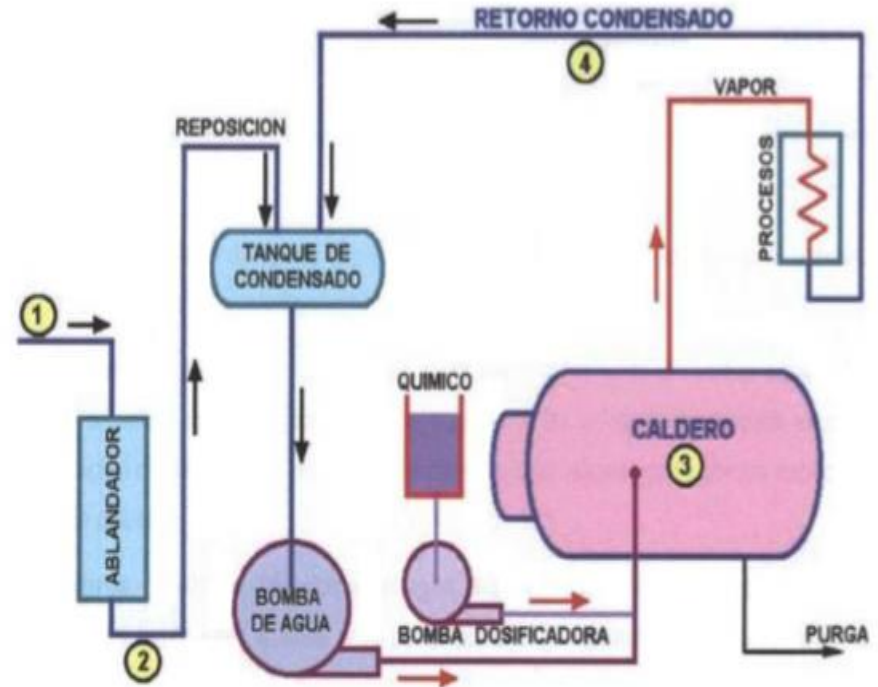 RETORNO CONDENSADO
4
VAPOR
REPOSICION
PROCESOS
TANQUE DE
CONDENSADO
1
QUIMICO
CALDERO
3
ABLANDADOR
BOMBA
DE AGUA
BOMBA DOSIFICADORA
PURGA
2